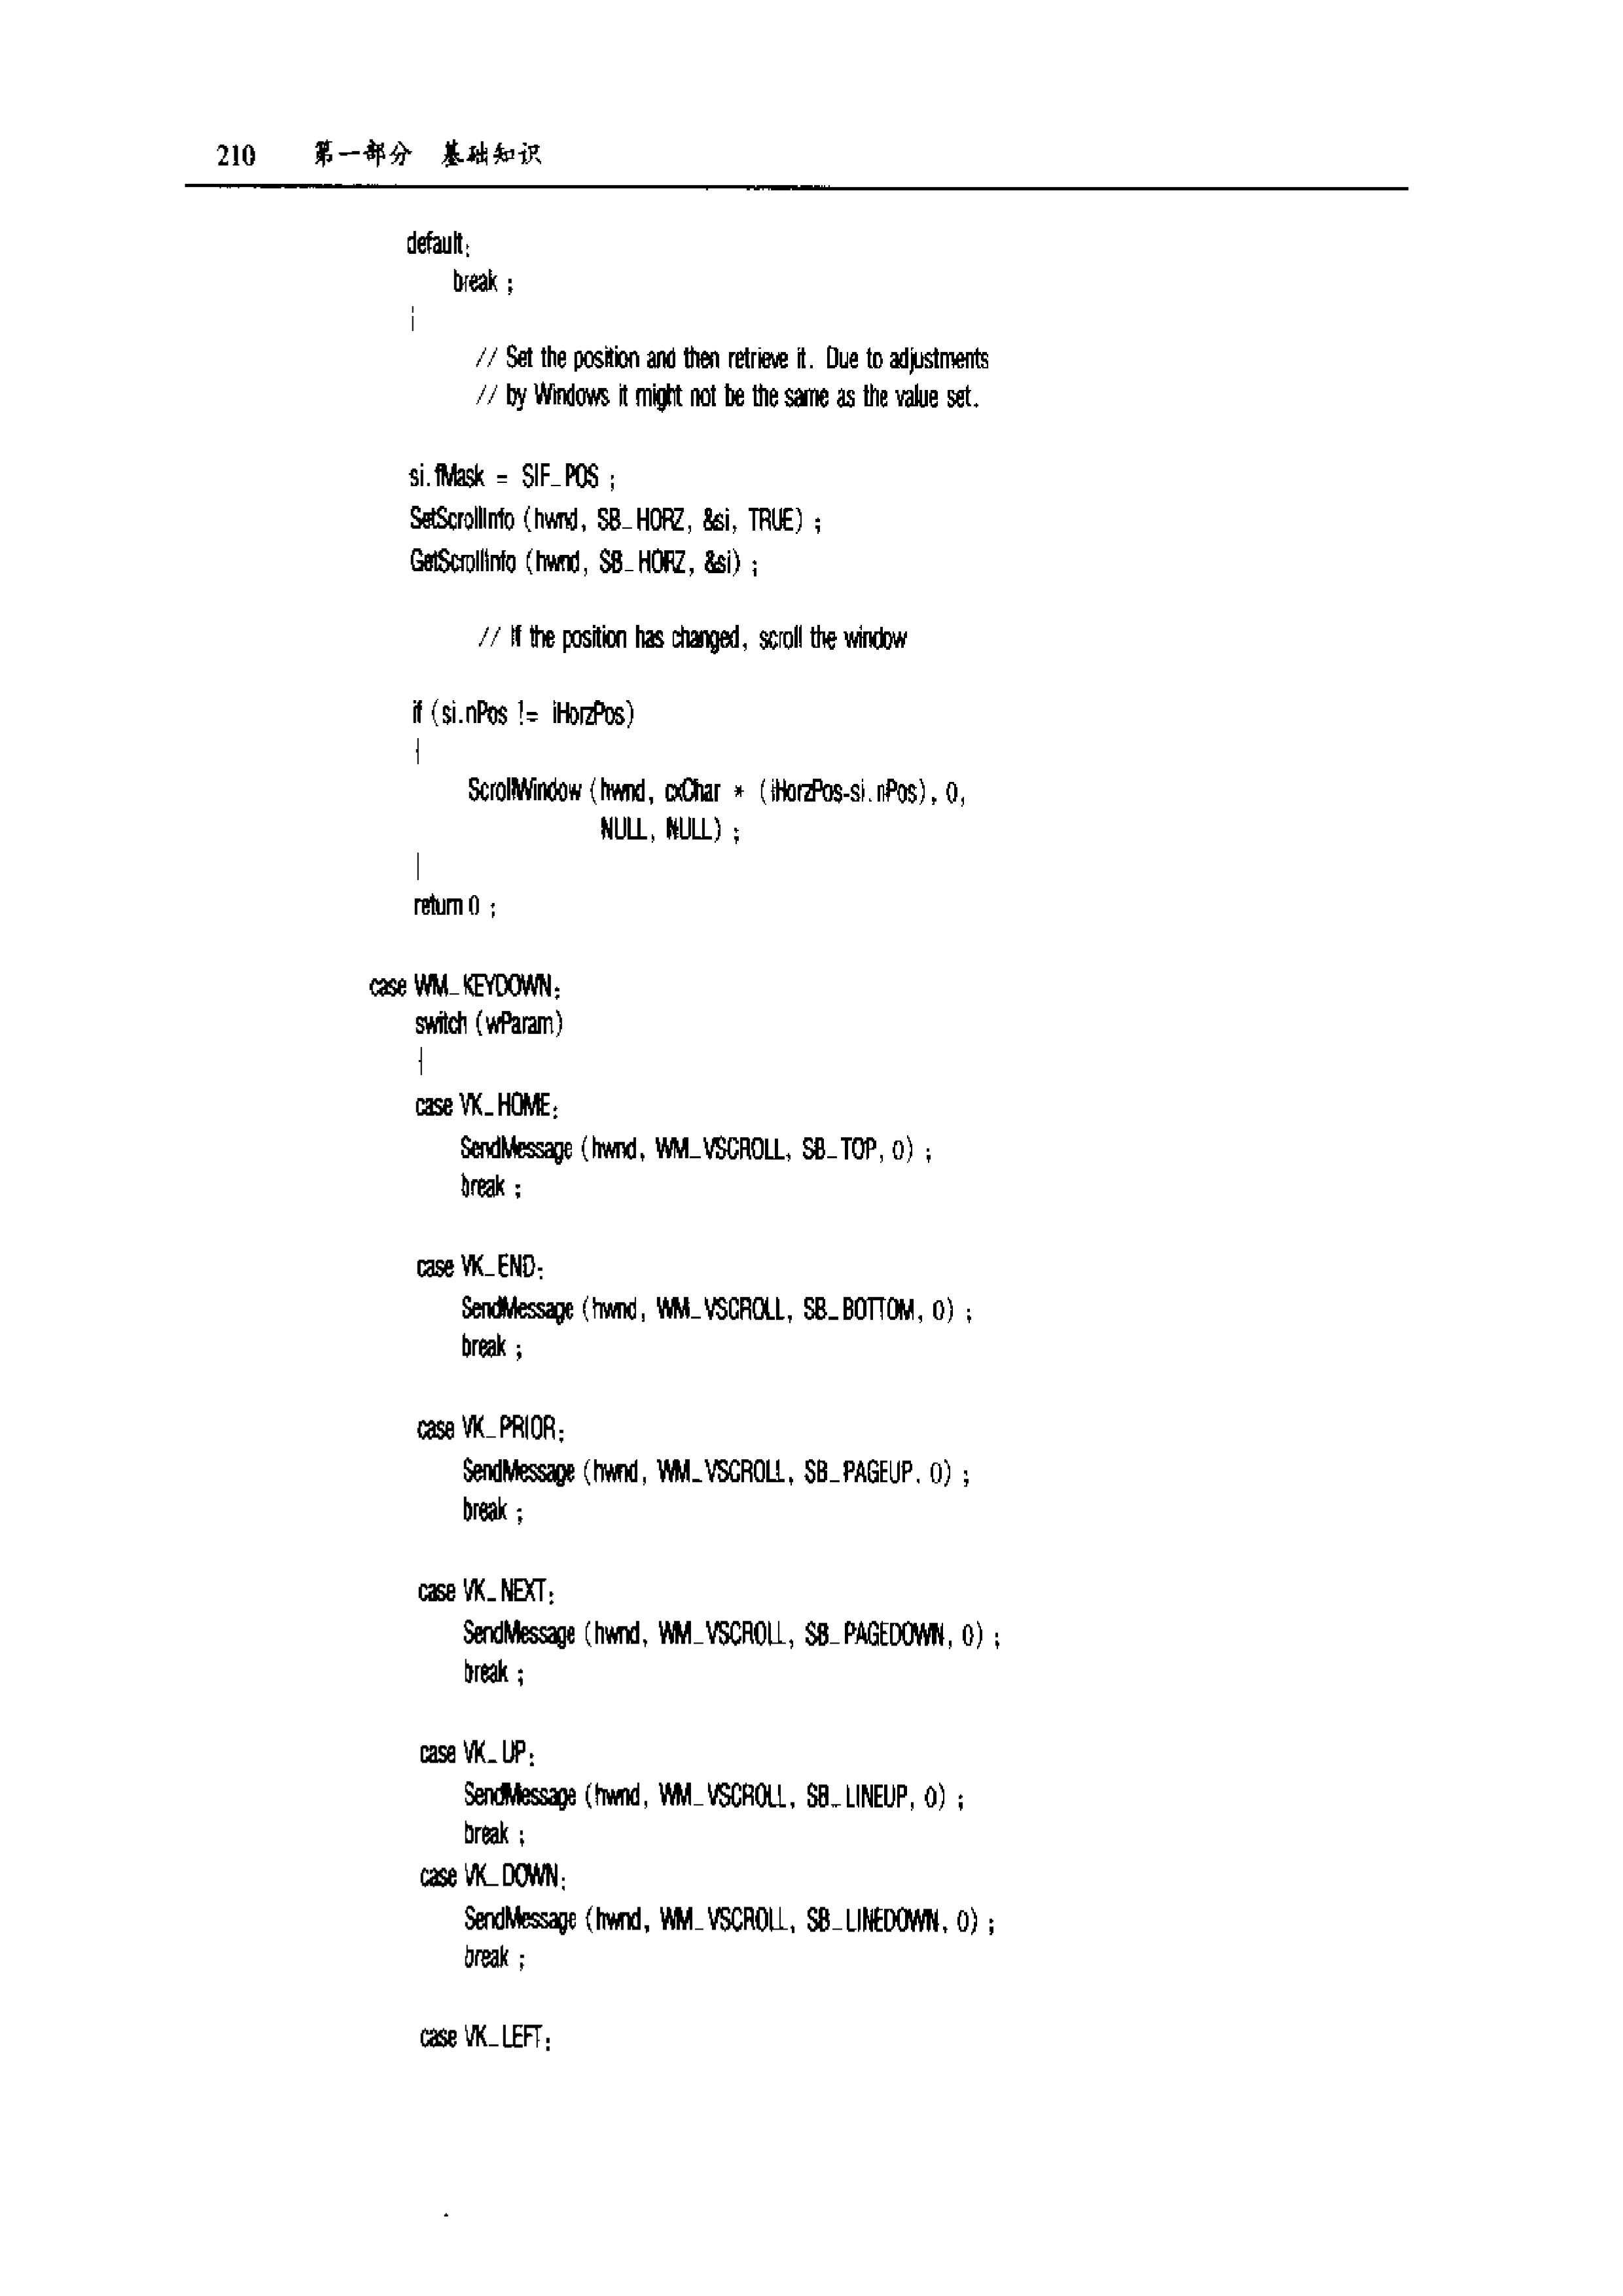 210 第一部分 基础知识
default:
break ;
}
// Set the position and then retrieve it. Due to adjustments
// by Windows it might not be the same as the value set.
si.fMask = SIF_POS ;
SetScrollInfo (hwnd, SB_HORZ, &si, TRUE) ;
GetScrollInfo (hwnd, SB_HORZ, &si) ;
// If the position has changed, scroll the window
if (si.nPos != iHorzPos)
{
ScrollWindow (hwnd, cxChar * (iHorzPos-si.nPos), 0,
NULL, NULL) ;
}
return 0 ;
case WM_KEYDOWN:
switch (wParam)
{
case VK_HOME:
SendMessage (hwnd, WM_VSCROLL, SB_TOP, 0) ;
break ;
case VK_END:
SendMessage (hwnd, WM_VSCROLL, SB_BOTTOM, 0) ;
break ;
case VK_PRIOR:
SendMessage (hwnd, WM_VSCROLL, SB_PAGEUP, 0) ;
break ;
case VK_NEXT:
SendMessage (hwnd, WM_VSCROLL, SB_PAGEDOWN, 0) ;
break ;
case VK_UP:
SendMessage (hwnd, WM_VSCROLL, SB_LINEUP, 0) ;
break ;
case VK_DOWN:
SendMessage (hwnd, WM_VSCROLL, SB_LINEDOWN, 0) ;
break ;
case VK_LEFT: